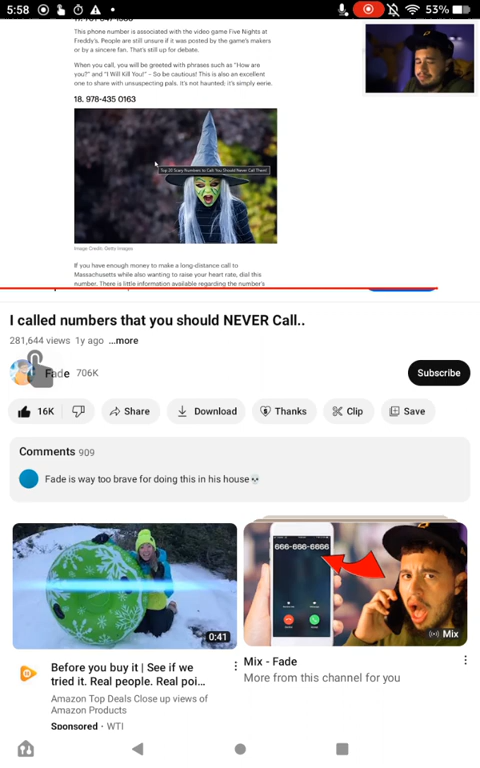 5:58
53%
This phone number is associated with the video game Five Nights at
Freddy's. People are still unsure if it was posted by the game's makers
or by a sincere fan. That's still up for debate.
When you call, you will be greeted with phrases such as "How are
you?" and "I Will Kill You!" – So be cautious! This is also an excellent
one to share with unsuspecting pals. It's not haunted; it's simply eerie.
18. 978-435 0163
Top 20 Scary Numbers to Call You Should Never Call Them!
Image Credit: Getty Images
If you have enough money to make a long-distance call to
Massachusetts while also wanting to raise your heart rate, dial this
number. There is little information available regarding the number's
I called numbers that you should NEVER Call..
281,644 views 1y ago ...more
Fade 706K
Subscribe
16K
Share
Download
Thanks
Clip
Save
Comments 909
Fade is way too brave for doing this in his house💀
0:41
666-666-6666
Mix
Before you buy it | See if we
tried it. Real people. Real poi...
Amazon Top Deals Close up views of
Amazon Products
Sponsored · WTI
Mix - Fade
More from this channel for you